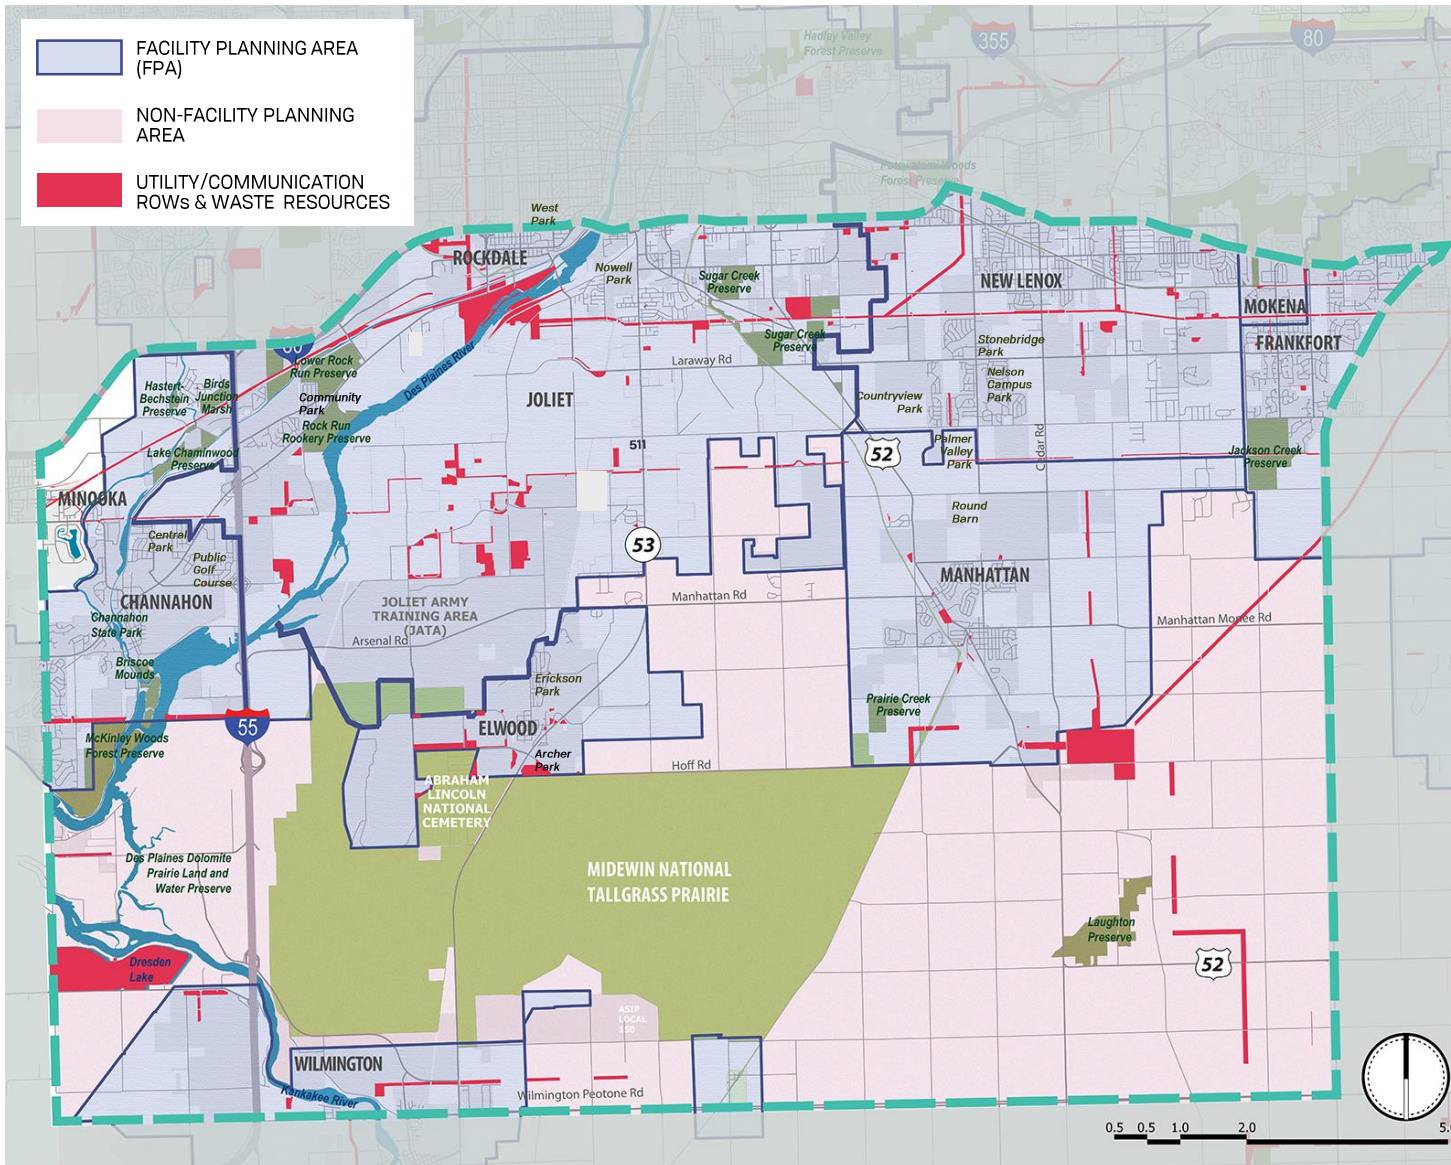 FACILITY PLANNING AREA
(FPA)
NON-FACILITY PLANNING
AREA
UTILITY/COMMUNICATION
ROWs & WASTE RESOURCES
Hadley Valley
Forest Preserve
355
80
Potawatomi Woods
Forest Preserve
West
Park
ROCKDALE
Nowell
Park
Sugar Creek
Preserve
NEW LENOX
MOKENA
FRANKFORT
Sugar Creek
Preserve
Stonebridge
Park
Nelson
Campus
Park
Laraway Rd
Des Plaines River
Lower Rock
Run Preserve
Hastert-
Bechstein
Preserve
Birds
Junction
Marsh
Community
Park
Rock Run
Rookery Preserve
JOLIET
Countryview
Park
511
52
Palmer
Valley
Park
Cedar Rd
Jackson Creek
Preserve
Lake Chaminwood
Preserve
MINOOKA
Round
Barn
Central
Park
Public
Golf
Course
53
MANHATTAN
CHANNAHON
Channahon
State Park
JOLIET ARMY
TRAINING AREA
(JATA)
Arsenal Rd
Manhattan Rd
Manhattan Monee Rd
Briscoe
Mounds
Erickson
Park
Prairie Creek
Preserve
55
ELWOOD
McKinley Woods
Forest Preserve
Archer
Park
Hoff Rd
ABRAHAM
LINCOLN
NATIONAL
CEMETERY
Des Plaines Dolomite
Prairie Land and
Water Preserve
MIDEWIN NATIONAL
TALLGRASS PRAIRIE
Laughton
Preserve
Dresden
Lake
52
ASIP
LOCAL
150
WILMINGTON
Kankakee River
Wilmington Peotone Rd
0.5 0.5 1.0 2.0 5.